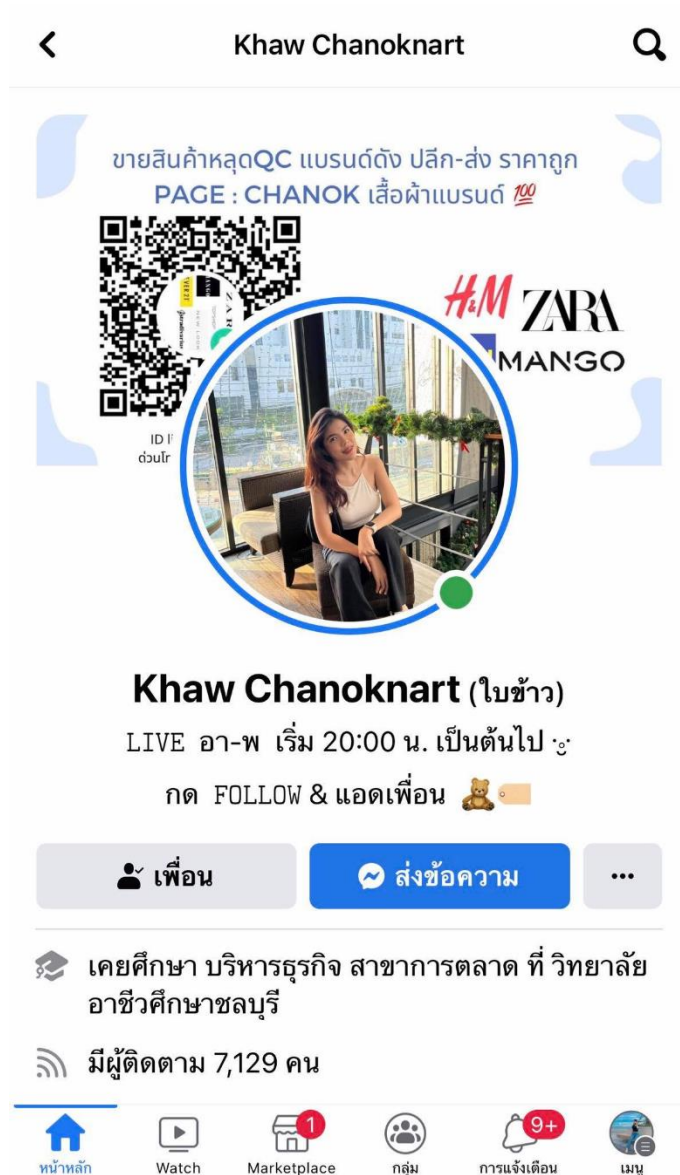 Khaw Chanoknart
ขายสินค้าหลุดQC แบรนด์ดัง ปลีก-ส่ง ราคาถูก
PAGE : CHANOK เสื้อผ้าแบรนด์ 💯
H&M ZARA
MANGO
ID
Khaw Chanoknart (ใบข้าว)
LIVE อา-พ เริ่ม 20:00 น. เป็นต้นไป
กด FOLLOW & แอดเพื่อน 🧸🏷️
เพื่อน
ส่งข้อความ
เคยศึกษา บริหารธุรกิจ สาขาการตลาด ที่ วิทยาลัย
อาชีวศึกษาชลบุรี
มีผู้ติดตาม 7,129 คน
1
9+
หน้าหลัก Watch Marketplace กลุ่ม การแจ้งเตือน เมนู